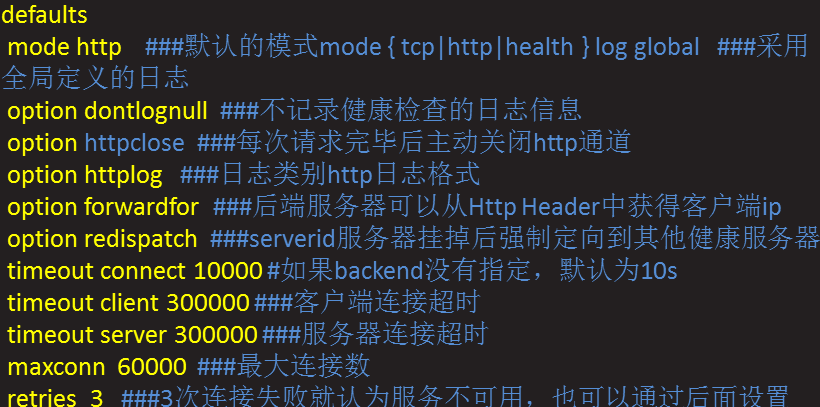 defaults
mode http ###默认的模式mode { tcp|http|health } log global ###采用
全局定义的日志
option dontlognull ###不记录健康检查的日志信息
option httpclose ###每次请求完毕后主动关闭http通道
option httplog ###日志类别http日志格式
option forwardfor ###后端服务器可以从Http Header中获得客户端ip
option redispatch ###serverid服务器挂掉后强制定向到其他健康服务器
timeout connect 10000 #如果backend没有指定，默认为10s
timeout client 300000 ###客户端连接超时
timeout server 300000 ###服务器连接超时
maxconn 60000 ###最大连接数
retries 3 ###3次连接失败就认为服务不可用，也可以通过后面设置